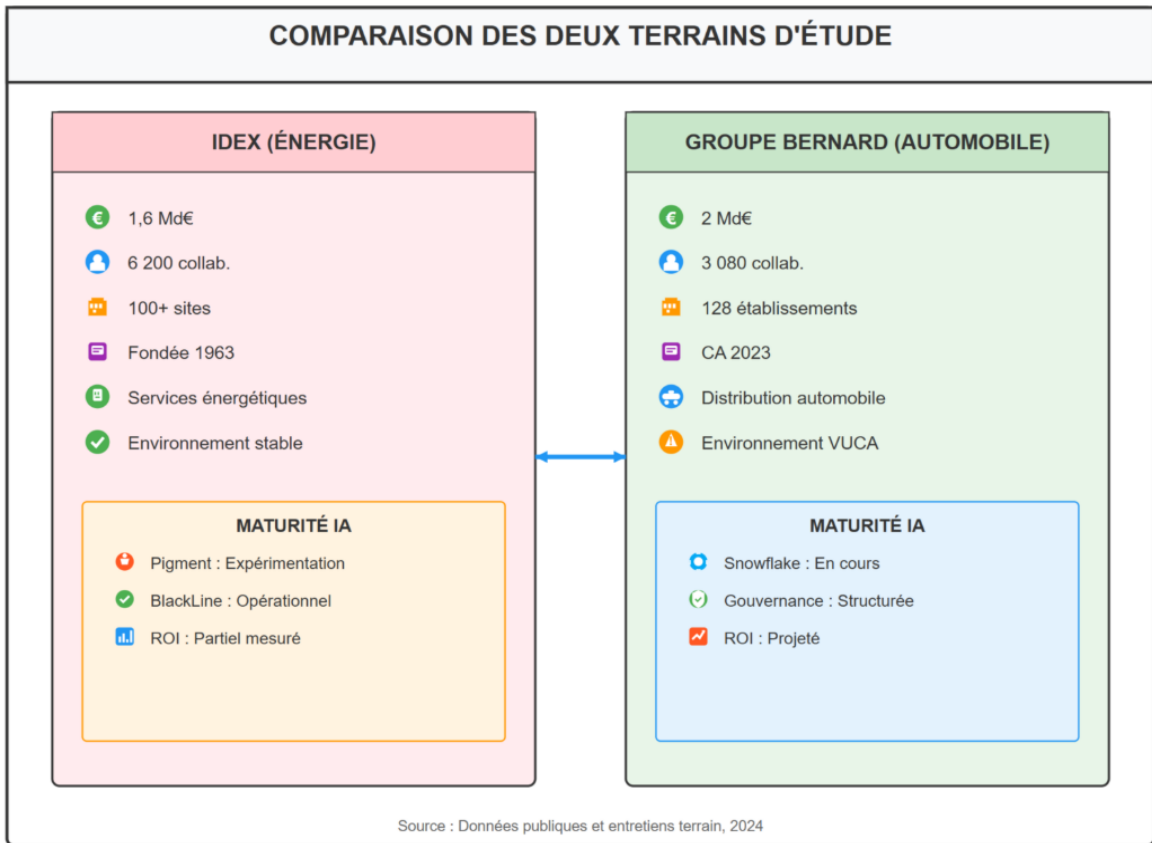 COMPARAISON DES DEUX TERRAINS D'ÉTUDE
IDEX (ÉNERGIE)
1,6 Md€
6 200 collab.
100+ sites
Fondée 1963
Services énergétiques
Environnement stable
MATURITÉ IA
Pigment : Expérimentation
BlackLine : Opérationnel
ROI : Partiel mesuré
GROUPE BERNARD (AUTOMOBILE)
2 Md€
3 080 collab.
128 établissements
CA 2023
Distribution automobile
Environnement VUCA
MATURITÉ IA
Snowflake : En cours
Gouvernance : Structurée
ROI : Projeté
Source : Données publiques et entretiens terrain, 2024